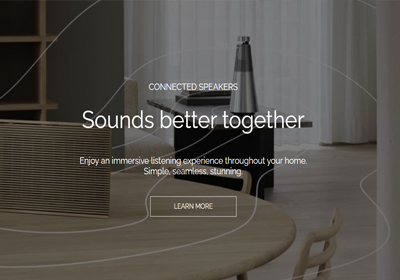 CONNECTED SPEAKERS
Sounds better together
Enjoy an immersive listening experience throughout your home.
Simple, seamless, stunning.
LEARN MORE